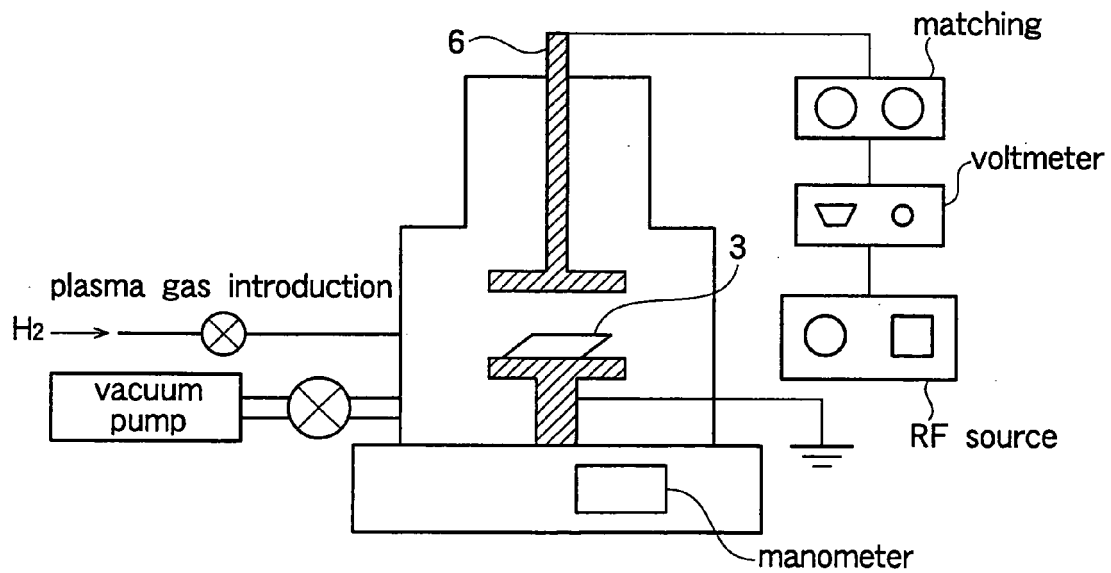 6
matching
voltmeter
3
plasma gas introduction
H2
vacuum
pump
RF source
manometer